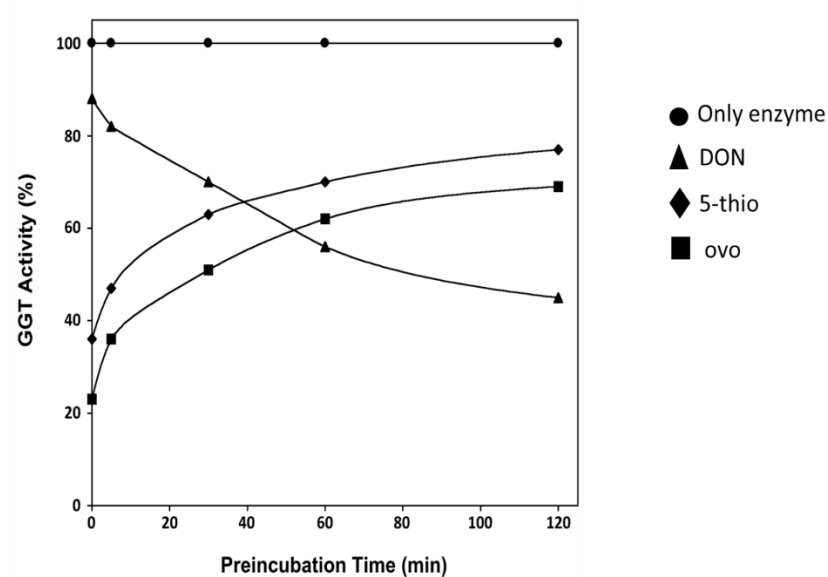 GGT Activity (%)
100
80
60
40
20
0
0 20 40 60 80 100 120
Preincubation Time (min)
Only enzyme
DON
5-thio
ovo